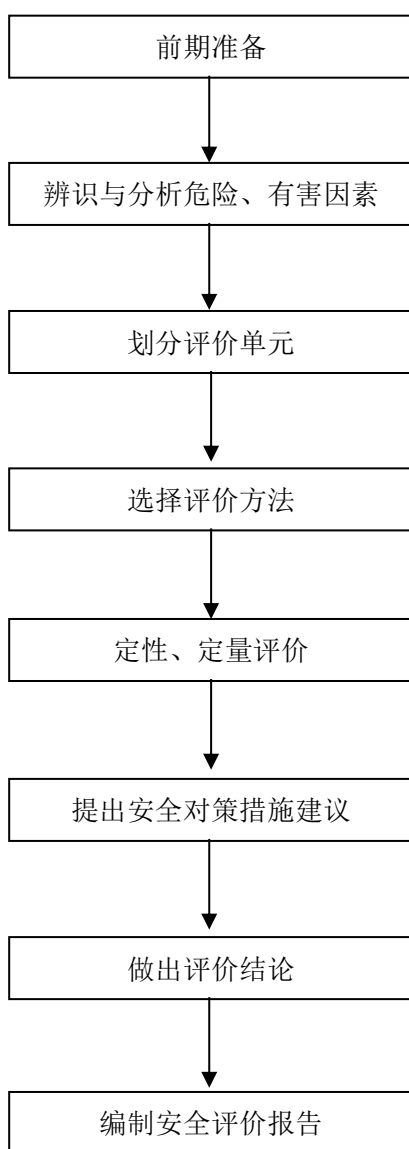 前期准备
辨识与分析危险、有害因素
划分评价单元
选择评价方法
定性、定量评价
提出安全对策措施建议
做出评价结论
编制安全评价报告